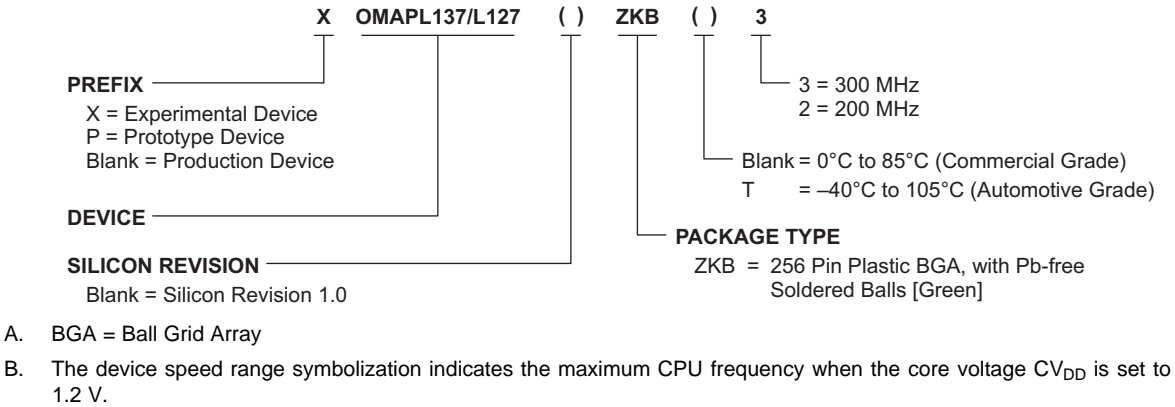 X OMAPL137/L127 ( ) ZKB ( ) 3
PREFIX
X = Experimental Device
P = Prototype Device
Blank = Production Device
3 = 300 MHz
2 = 200 MHz
Blank = 0°C to 85°C (Commercial Grade)
T = –40°C to 105°C (Automotive Grade)
DEVICE
PACKAGE TYPE
ZKB = 256 Pin Plastic BGA, with Pb-free
Soldered Balls [Green]
SILICON REVISION
Blank = Silicon Revision 1.0
A. BGA = Ball Grid Array
B. The device speed range symbolization indicates the maximum CPU frequency when the core voltage CVDD is set to
1.2 V.